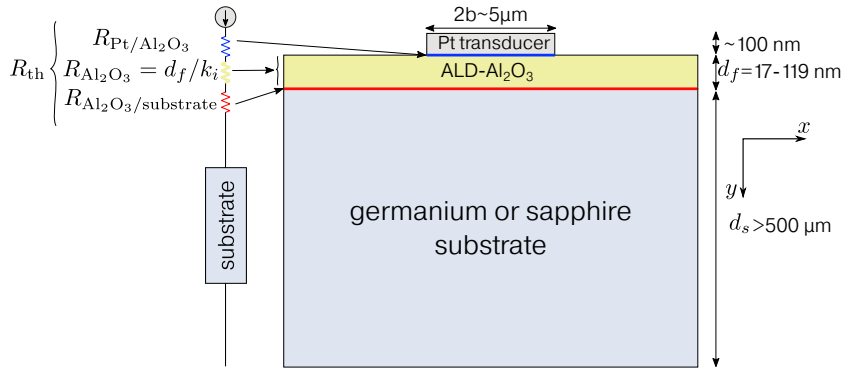 2b~5µm
Pt transducer
~100 nm
ALD-Al₂O₃
d_f=17-119 nm
R_th
R_Pt/Al₂O₃
R_Al₂O₃ = d_f/k_i
R_Al₂O₃/substrate
x
y
substrate
germanium or sapphire
substrate
d_s>500 µm